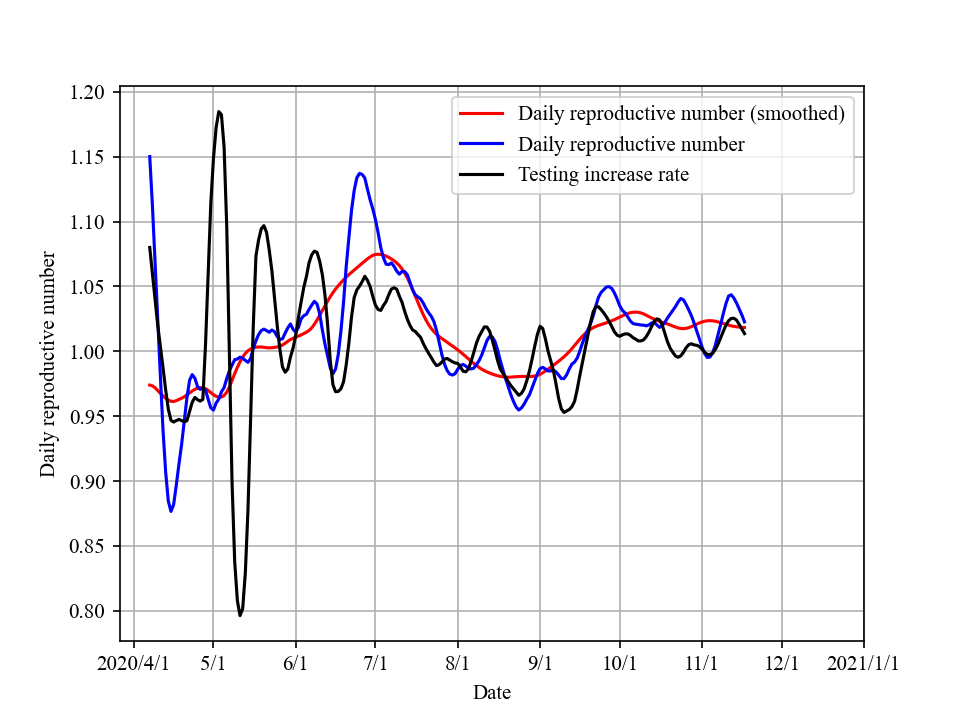 Daily reproductive number (smoothed)
Daily reproductive number
Testing increase rate
Daily reproductive number
1.20
1.15
1.10
1.05
1.00
0.95
0.90
0.85
0.80
2020/4/1 5/1 6/1 7/1 8/1 9/1 10/1 11/1 12/1 2021/1/1
Date